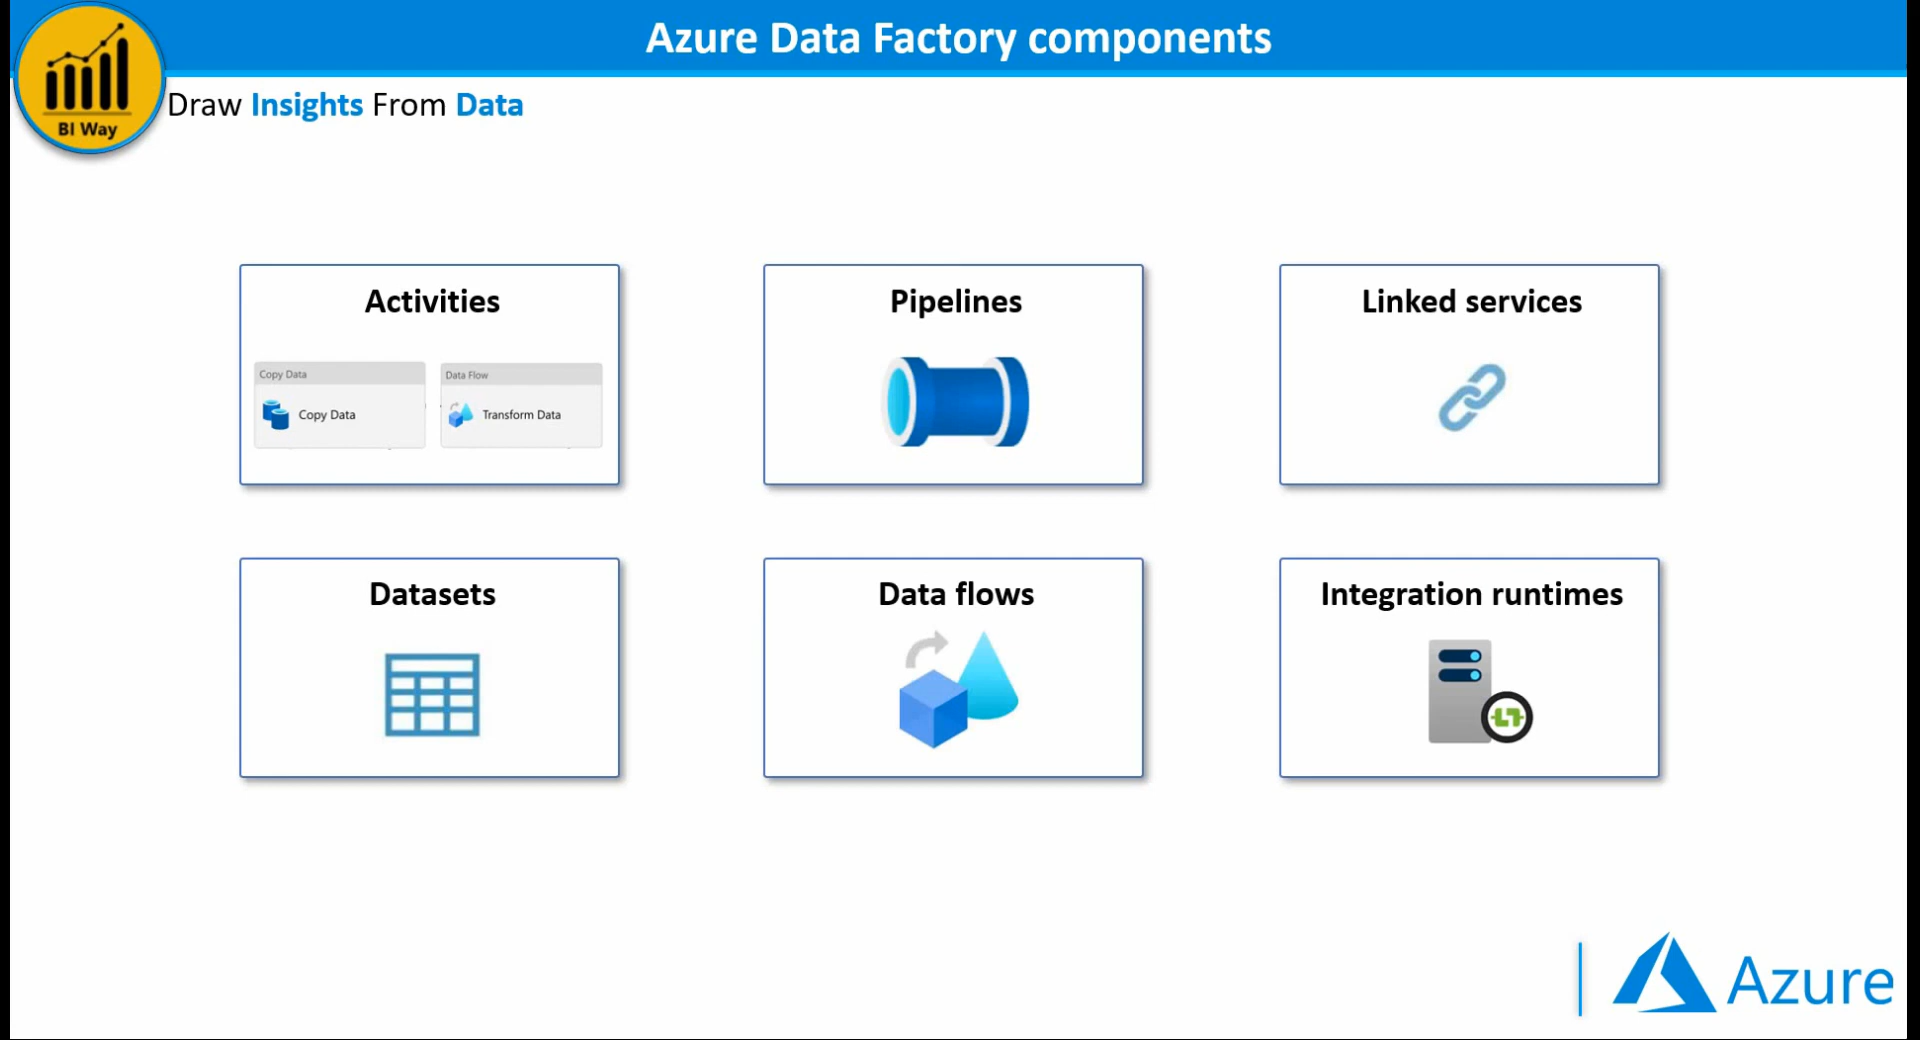 Azure Data Factory components
BI Way
Draw Insights From Data
Activities
Copy Data
Copy Data
Data Flow
Transform Data
Pipelines
Linked services
Datasets
Data flows
Integration runtimes
Azure